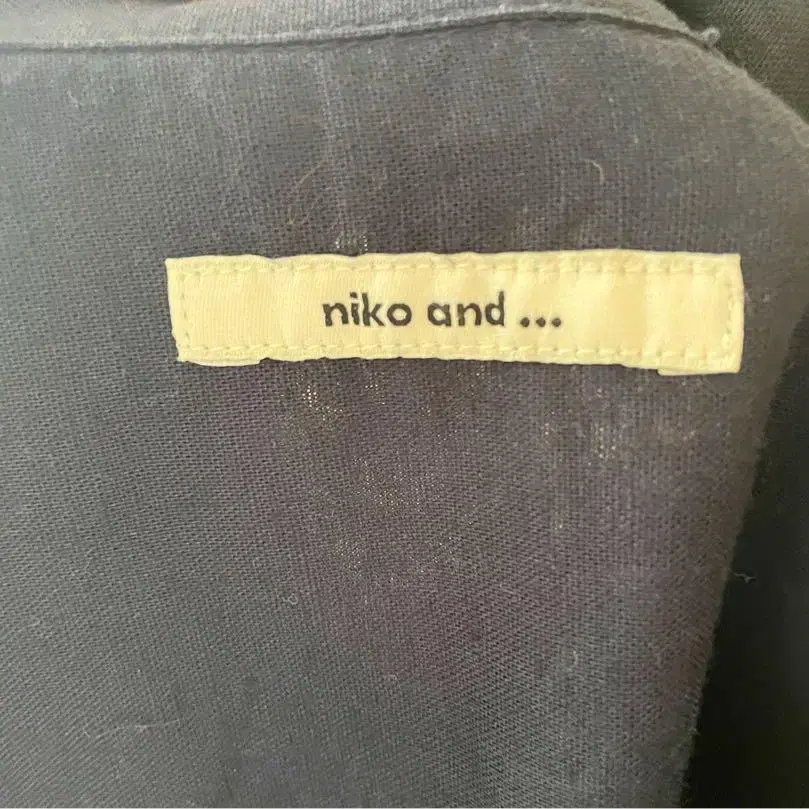 niko and ...